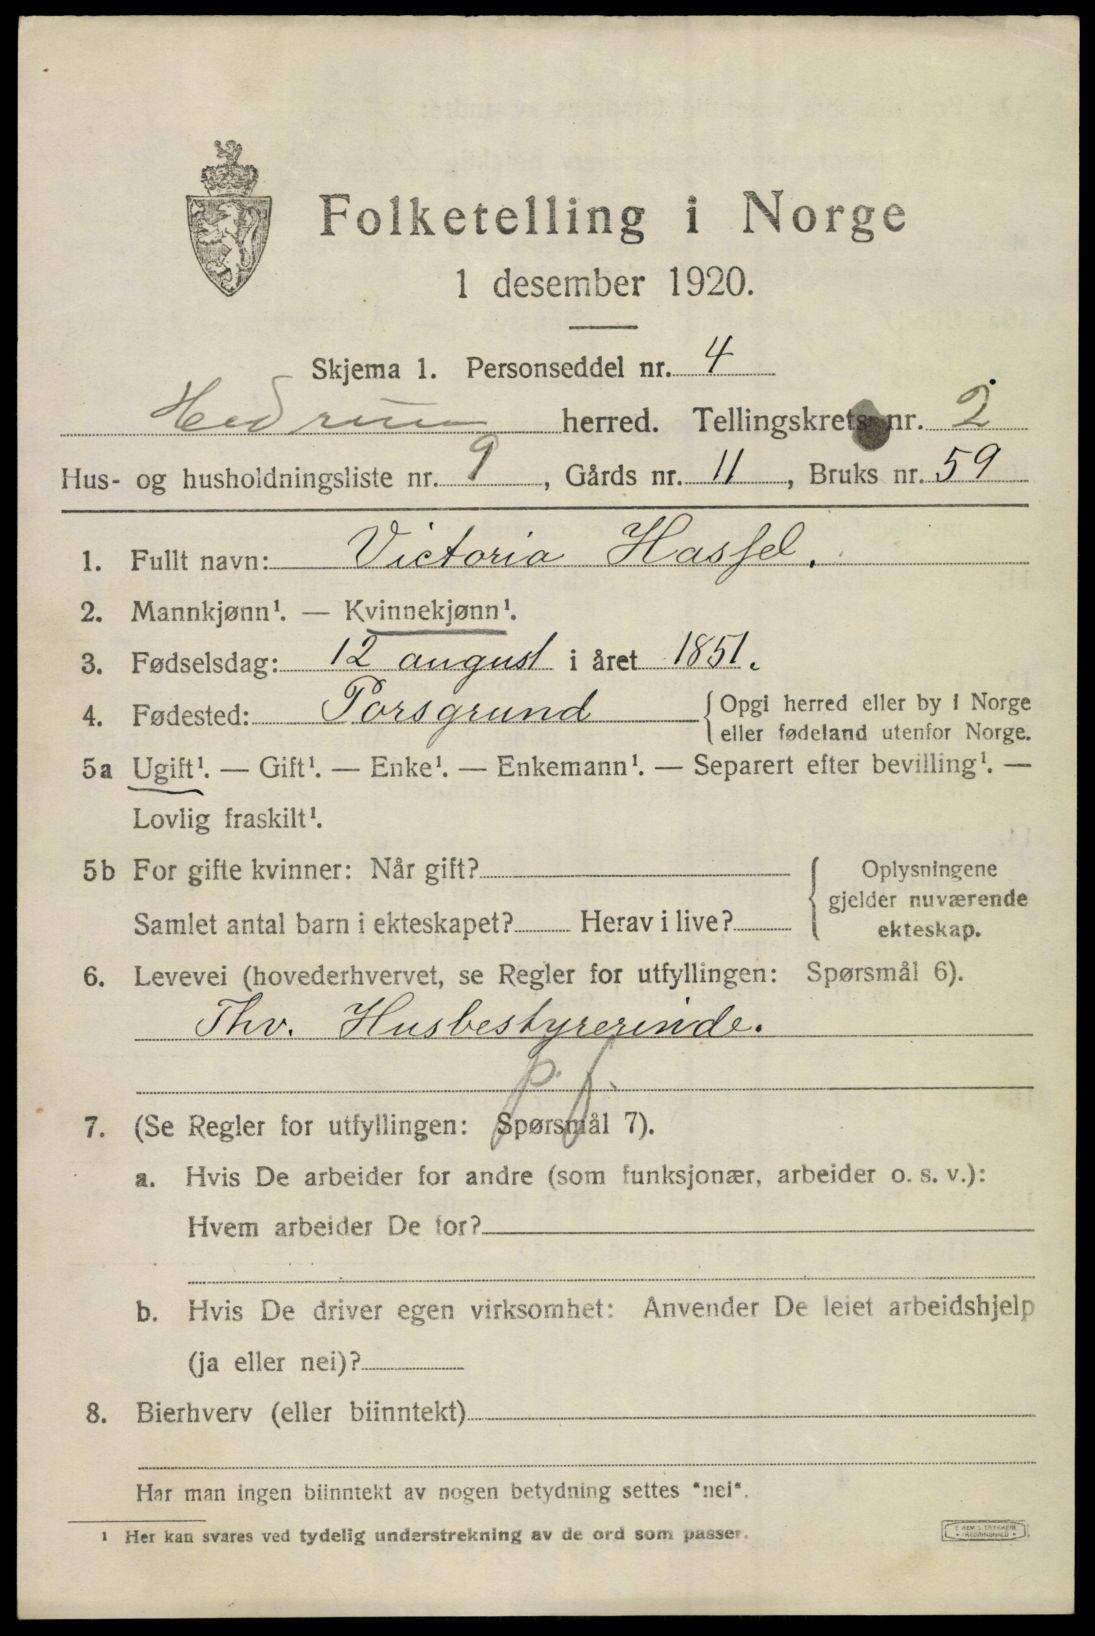 Folketelling i Norge
1 desember 1920.
Skjema 1. Personseddel nr. 4
Hedrum herred. Tellingskrets nr. 2
Hus- og husholdningsliste nr. 9, Gårds nr. 11, Bruks nr. 59
1. Fullt navn: Victoria Hassel.
2. Mannkjønn¹. — Kvinnekjønn¹.
3. Fødselsdag: 12 august i året 1851.
4. Fødested: Porsgrund { Opgi herred eller by i Norge
eller fødeland utenfor Norge.
5a Ugift¹. — Gift¹. — Enke¹. — Enkemann¹. — Separert efter bevilling¹. —
Lovlig fraskilt¹.
5b For gifte kvinner: Når gift? { Oplysningene
gjelder nuværende
Samlet antal barn i ekteskapet? Herav i live?
ekteskap.
6. Levevei (hovederhvervet, se Regler for utfyllingen: Spørsmål 6).
Thv. Husbestyrerinde.
p. f.
7. (Se Regler for utfyllingen: Spørsmål 7).
a. Hvis De arbeider for andre (som funksjonær, arbeider o. s. v.):
Hvem arbeider De for?
b. Hvis De driver egen virksomhet: Anvender De leiet arbeidshjelp
(ja eller nei)?
8. Bierhverv (eller biinntekt)
Har man ingen biinntekt av nogen betydning settes "nei".
¹ Her kan svares ved tydelig understrekning av de ord som passer.